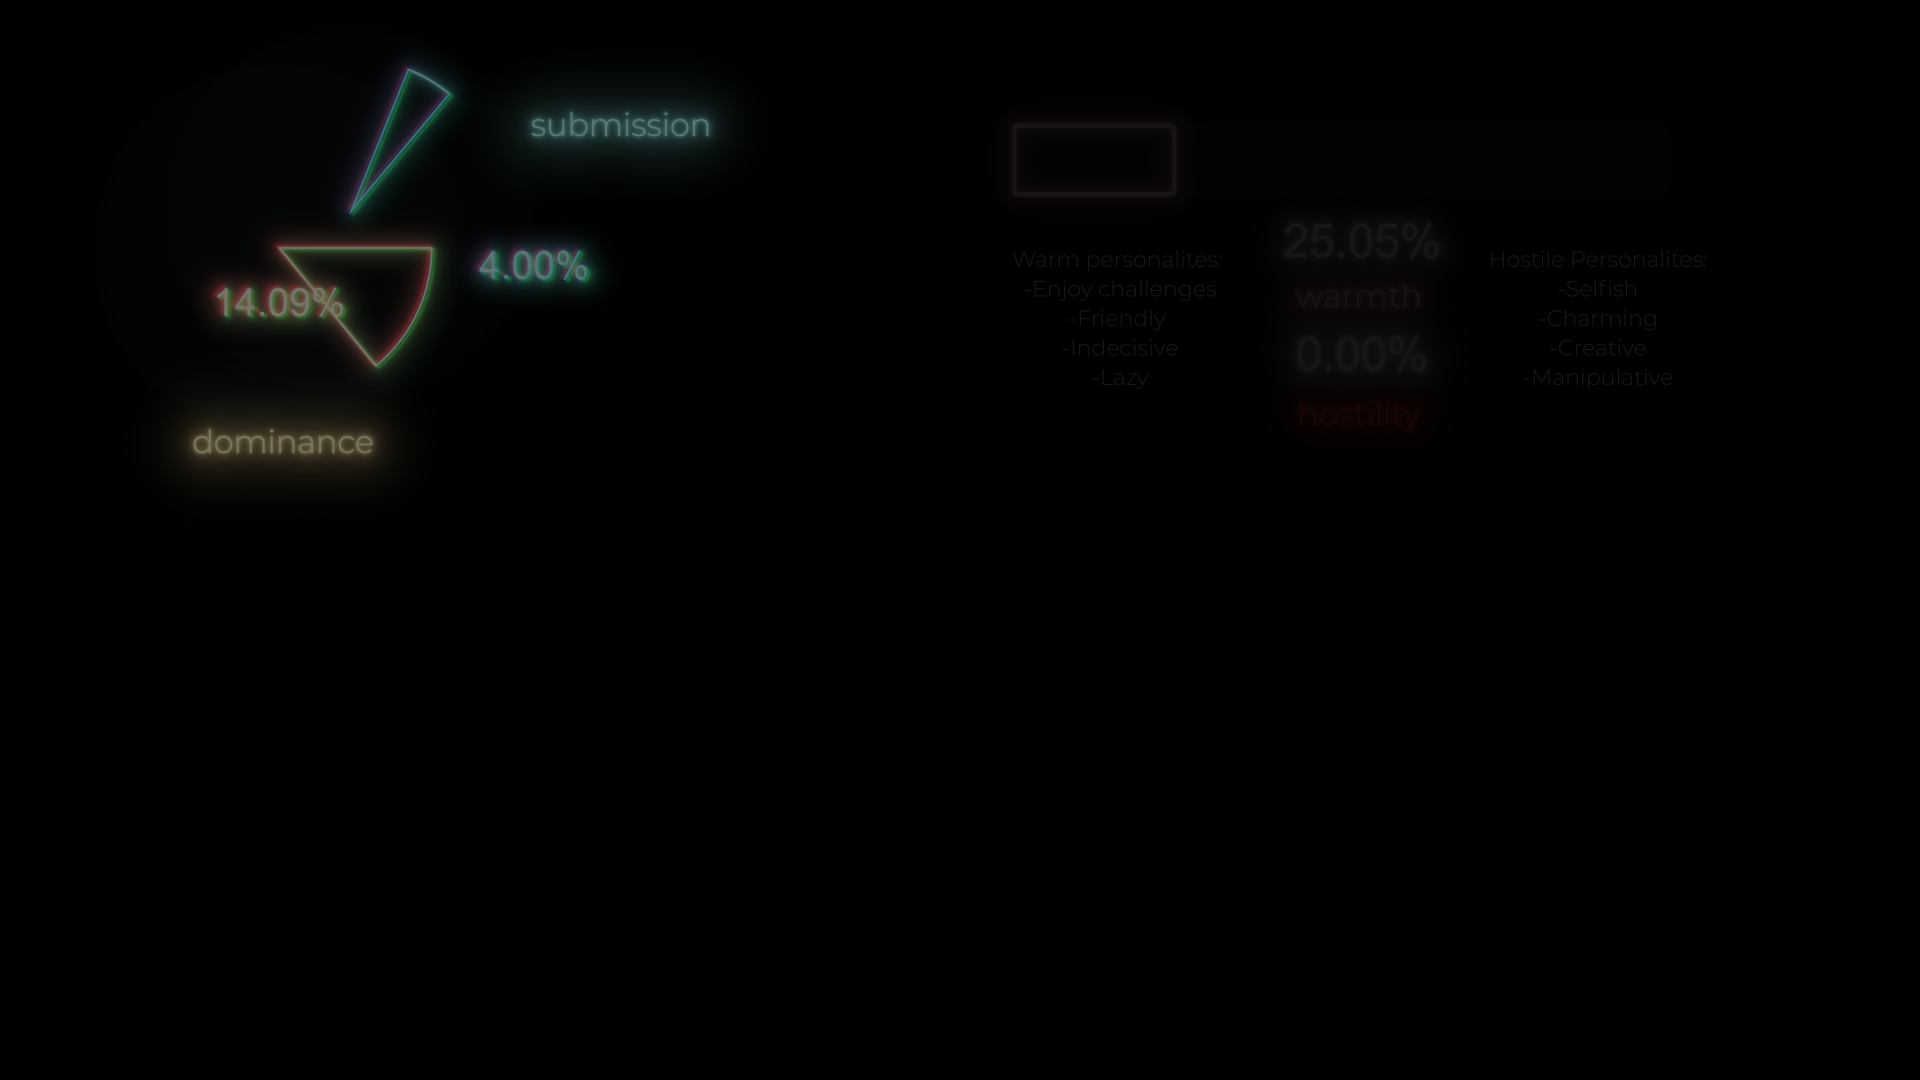 submission
4.00%
14.09%
dominance
Warm personalites:
-Enjoy challenges
-Friendly
-Indecisive
-Lazy
25.05%
warmth
0.00%
hostility
Hostile Personalites:
-Selfish
-Charming
-Creative
-Manipulative